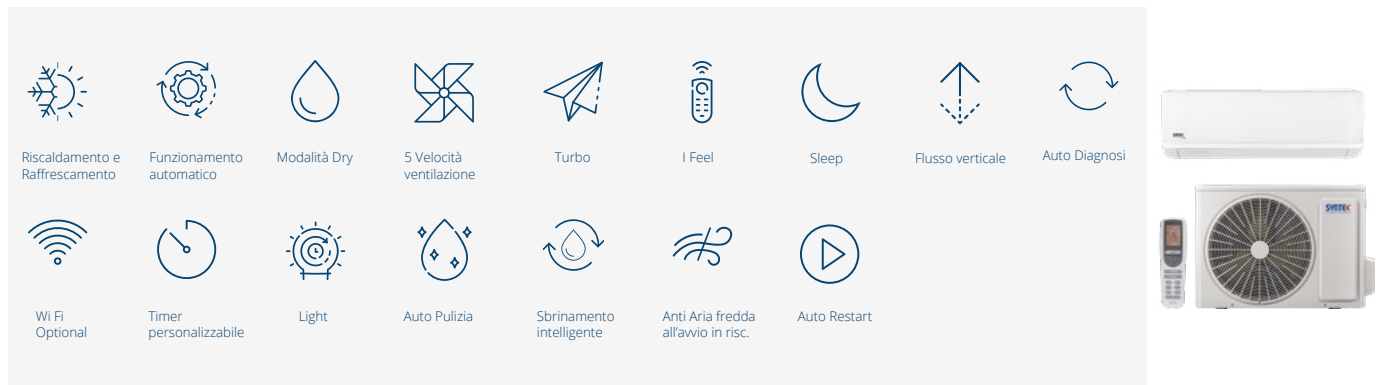 Riscaldamento e
Raffrescamento
Funzionamento
automatico
Modalità Dry
5 Velocità
ventilazione
Turbo
I Feel
Sleep
Flusso verticale
Auto Diagnosi
Wi Fi
Optional
Timer
personalizzabile
Light
Auto Pulizia
Sbrinamento
intelligente
Anti Aria fredda
all’avvio in risc.
Auto Restart
SYSTEK